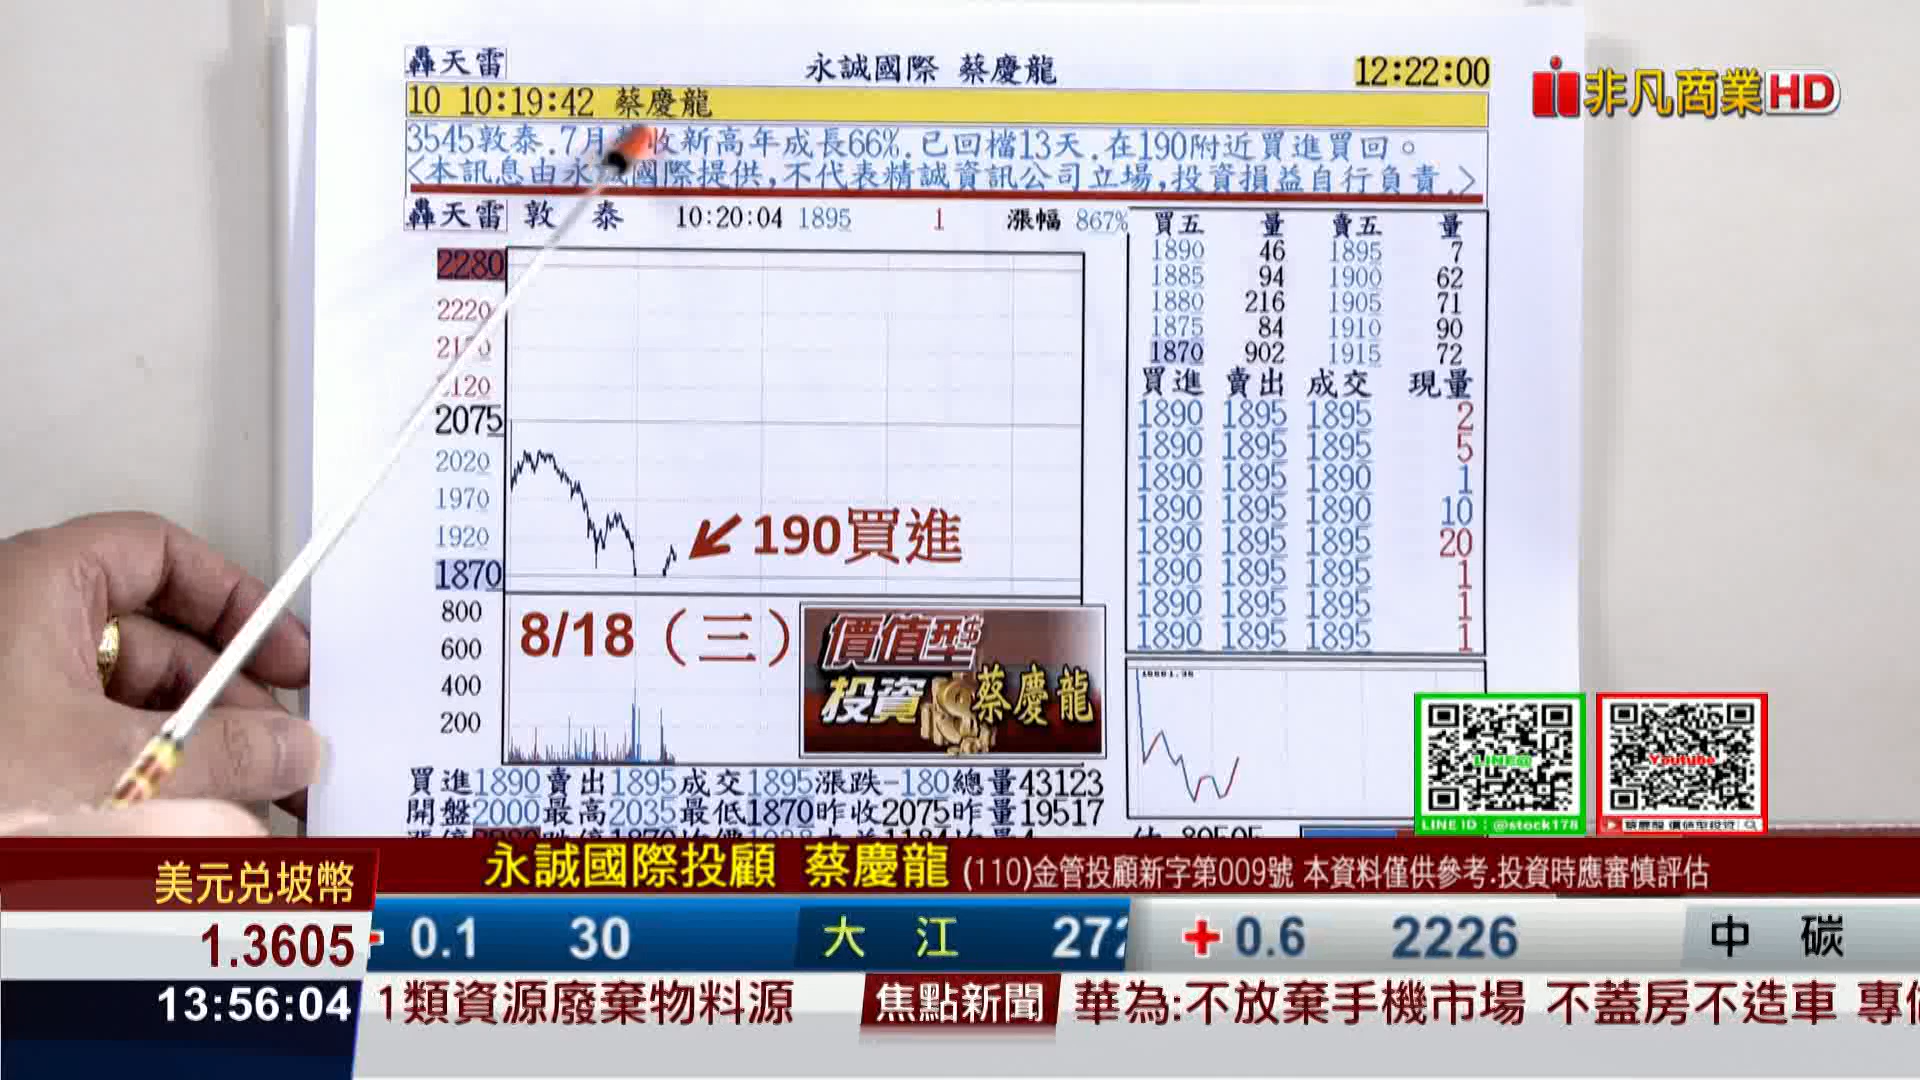 轟天雷 永誠國際 蔡慶龍 12:22:00
非凡商業HD
10 10:19:42 蔡慶龍
3545敦泰.7月 收新高年成長66%.已回檔13天.在190附近買進買回。
<本訊息由永誠國際提供,不代表精誠資訊公司立場,投資損益自行負責.>
轟天雷 敦 泰 10:20:04 1895 1 漲幅 867%
買五 量 賣五 量
1890 46 1895 7
1885 94 1900 62
1880 216 1905 71
1875 84 1910 90
1870 902 1915 72
買進 賣出 成交 現量
1890 1895 1895 2
1890 1895 1895 5
1890 1895 1890 1
1890 1895 1890 10
1890 1895 1895 20
1890 1895 1895 1
1890 1895 1895 1
1890 1895 1895 1
2280
2220
2120
2075
2020
1970
1920
1870
190買進
800
600
400
200
8/18(三)
價值型
投資 蔡慶龍
買進1890賣出1895成交1895漲跌-180總量43123
開盤2000最高2035最低1870昨收2075昨量19517
LINE@
LINE ID:@stock178
Youtube
蔡慶龍 價值型投資
永誠國際投顧 蔡慶龍 (110)金管投顧新字第009號 本資料僅供參考.投資時應審慎評估
美元兌坡幣
1.3605
0.1 30 大 江 272 +0.6 2226 中 碳
13:56:04
1類資源廢棄物料源 焦點新聞 華為:不放棄手機市場 不蓋房不造車 專